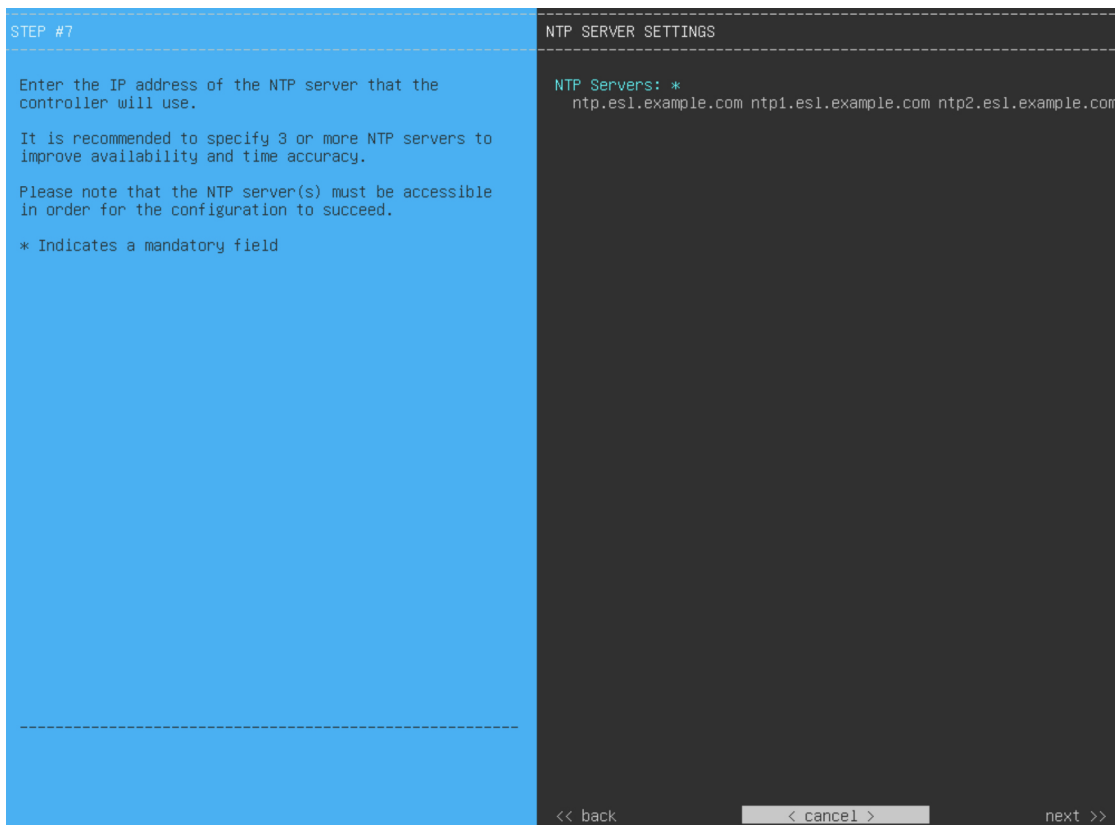 STEP #7
Enter the IP address of the NTP server that the
controller will use.
It is recommended to specify 3 or more NTP servers to
improve availability and time accuracy.
Please note that the NTP server(s) must be accessible
in order for the configuration to succeed.
* Indicates a mandatory field
NTP SERVER SETTINGS
NTP Servers: *
ntp.esl.example.com ntp1.esl.example.com ntp2.esl.example.com
<< back
< cancel >
next >>